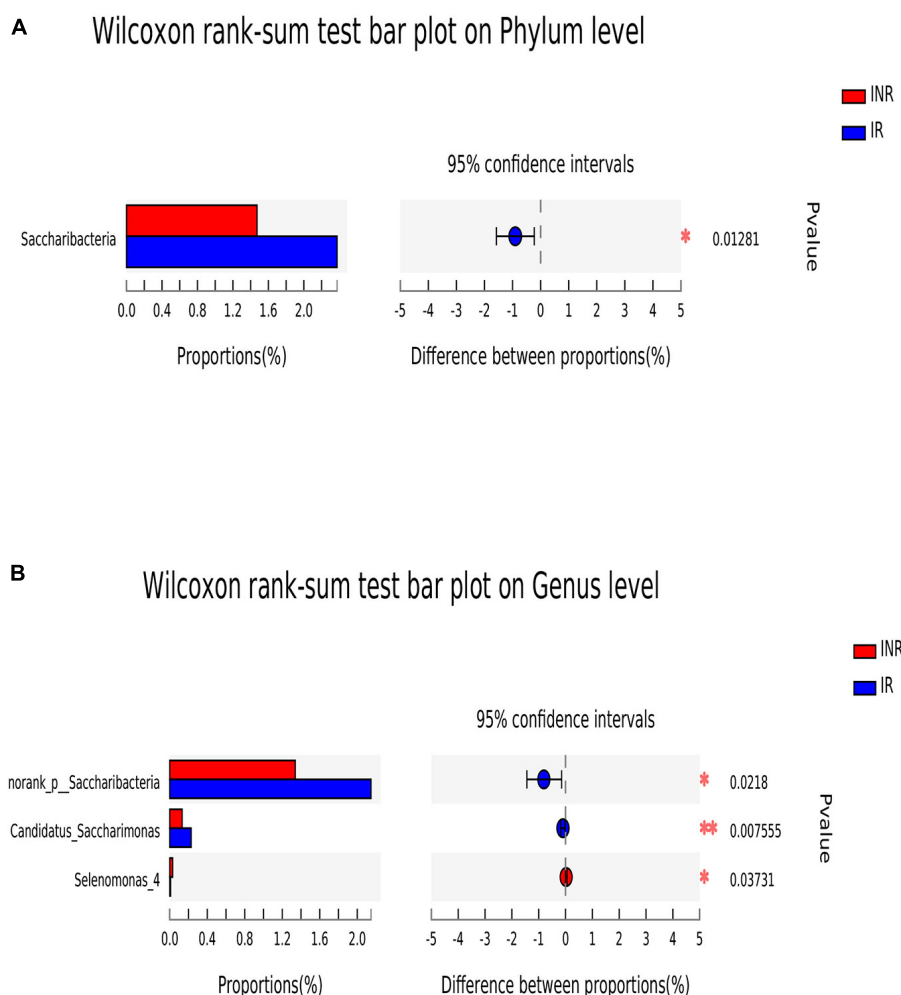 A
Wilcoxon rank-sum test bar plot on Phylum level
INR
IR
95% confidence intervals
Saccharibacteria
* 0.01281
Pvalue
0.0 0.4 0.8 1.2 1.6 2.0
-5 -4 -3 -2 -1 0 1 2 3 4 5
Proportions(%)
Difference between proportions(%)
B
Wilcoxon rank-sum test bar plot on Genus level
INR
IR
95% confidence intervals
norank_p__Saccharibacteria
* 0.0218
Candidatus_Saccharimonas
** 0.007555
Selenomonas_4
* 0.03731
Pvalue
0.0 0.4 0.8 1.2 1.6 2.0
-5 -4 -3 -2 -1 0 1 2 3 4 5
Proportions(%)
Difference between proportions(%)